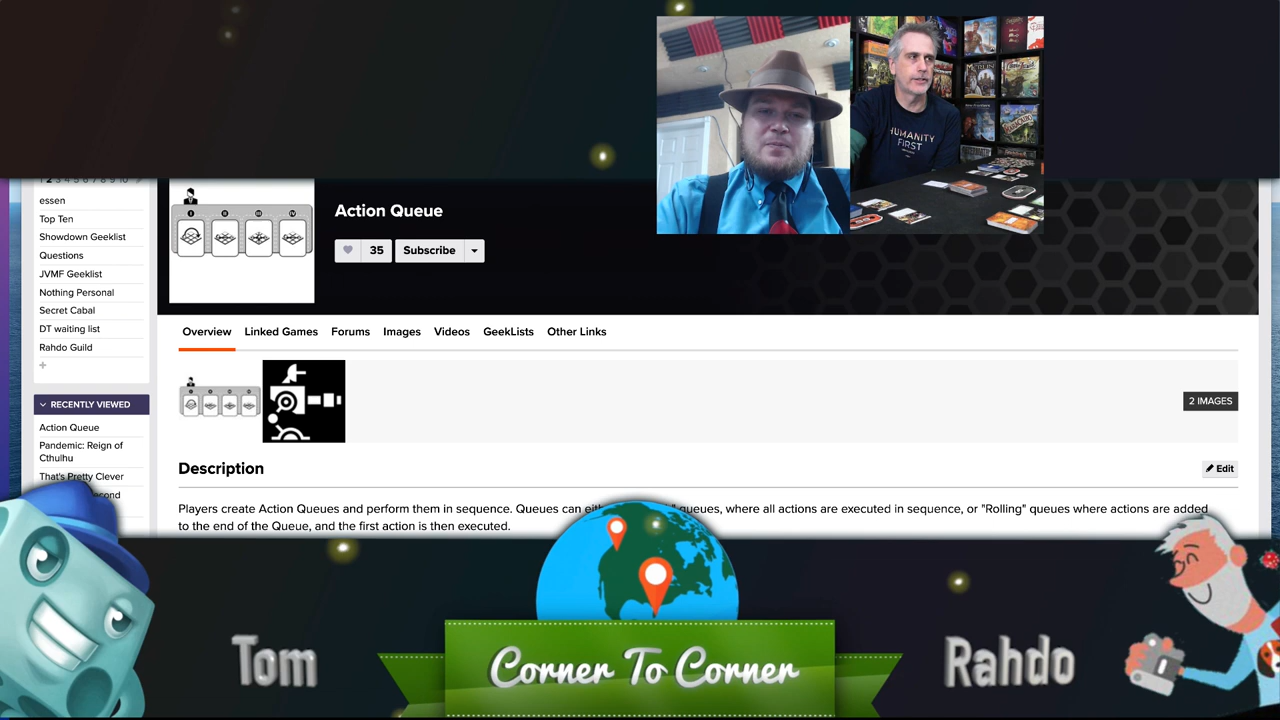 HUMANITY
FIRST
essen
Top Ten
Showdown Geeklist
Questions
JVMF Geeklist
Nothing Personal
Secret Cabal
DT waiting list
Rahdo Guild
+
RECENTLY VIEWED
Action Queue
Pandemic: Reign of
Cthulhu
That's Pretty Clever
Action Queue
35
Subscribe
Overview
Linked Games
Forums
Images
Videos
GeekLists
Other Links
I II III IV
2 IMAGES
Description
Edit
Players create Action Queues and perform them in sequence. Queues can queues, where all actions are executed in sequence, or "Rolling" queues where actions are added
to the end of the Queue, and the first action is then executed.
Tom
Corner To Corner
Rahdo